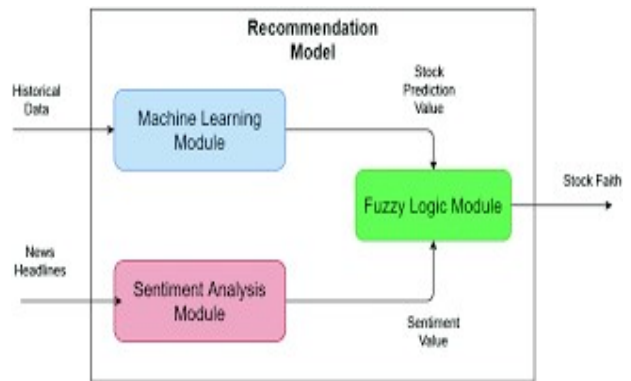 Recommendation
Model
Historical
Data
Machine Learning
Module
Stock
Prediction
Value
Fuzzy Logic Module
Stock Faith
News
Headlines
Sentiment Analysis
Module
Sentiment
Value